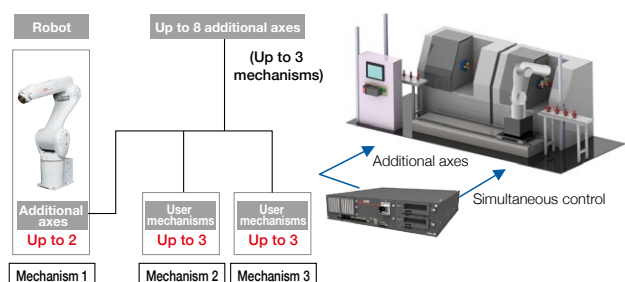 Robot
Up to 8 additional axes
(Up to 3
mechanisms)
Additional axes
Simultaneous control
Additional
axes
Up to 2
User
mechanisms
Up to 3
User
mechanisms
Up to 3
Mechanism 1
Mechanism 2
Mechanism 3